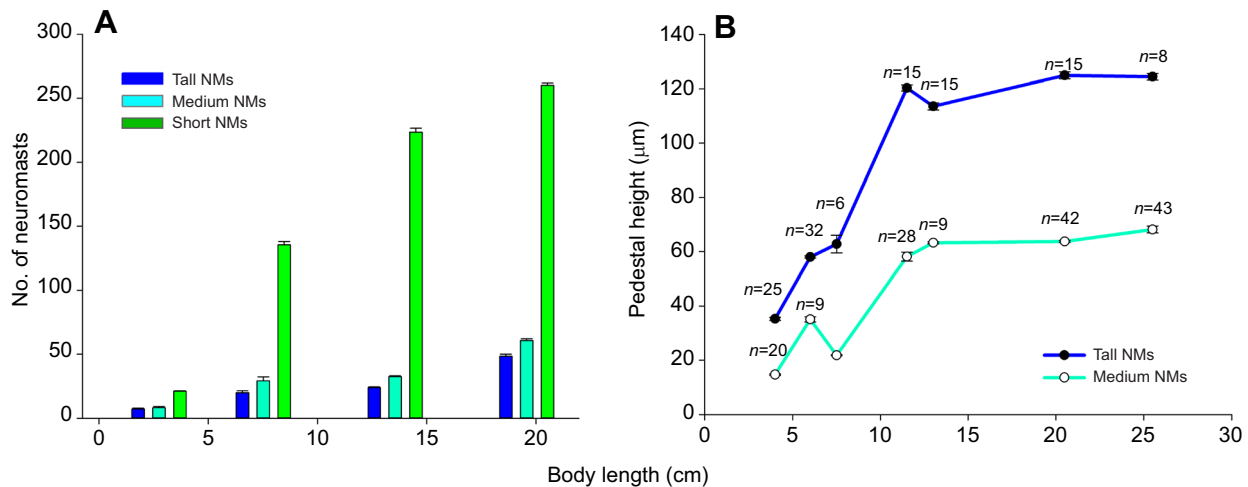 A
300
250
200
150
100
50
0
No. of neuromasts
Tall NMs
Medium NMs
Short NMs
0 5 10 15 20
B
140
120
100
80
60
40
20
0
Pedestal height (µm)
n=25
n=32
n=6
n=15
n=15
n=15
n=8
n=20
n=9
n=28
n=9
n=42
n=43
Tall NMs
Medium NMs
0 5 10 15 20 25 30
Body length (cm)